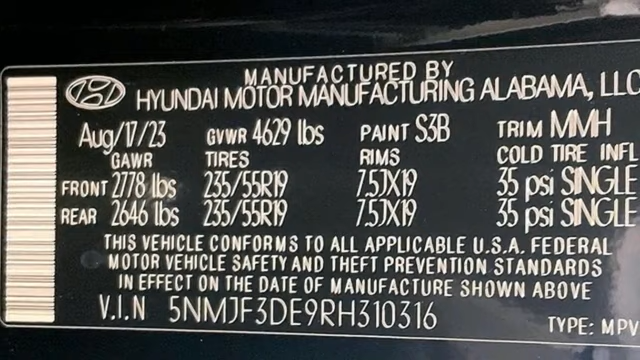 MANUFACTURED BY
HYUNDAI MOTOR MANUFACTURING ALABAMA, LLC
Aug/17/23 GVWR 4629 lbs PAINT S3B TRIM MMH
GAWR TIRES RIMS COLD TIRE INFL
FRONT 2778 lbs 235/55R19 7.5JX19 35 psi SINGLE
REAR 2646 lbs 235/55R19 7.5JX19 35 psi SINGLE
THIS VEHICLE CONFORMS TO ALL APPLICABLE U.S.A. FEDERAL
MOTOR VEHICLE SAFETY AND THEFT PREVENTION STANDARDS
IN EFFECT ON THE DATE OF MANUFACTURE SHOWN ABOVE
V.I.N 5NMJF3DE9RH310316 TYPE: MPV